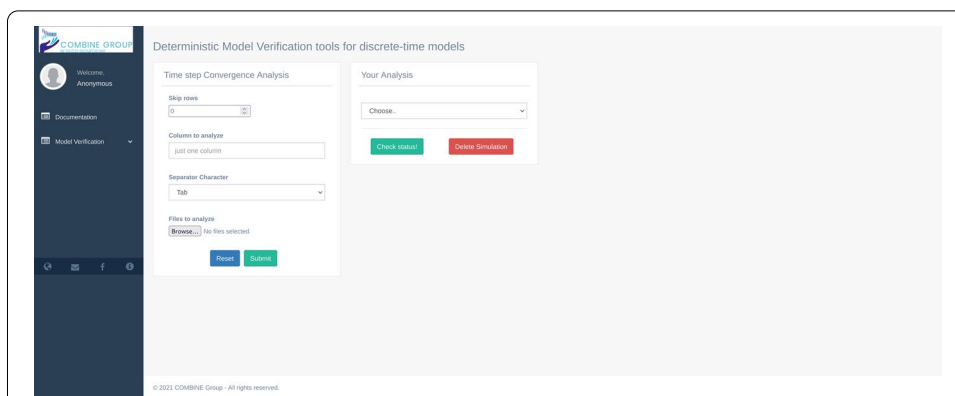 COMBINE GROUP
Welcome,
Anonymous
Documentation
Model Verification
Deterministic Model Verification tools for discrete-time models
Time step Convergence Analysis
Skip rows
0
Column to analyze
just one column
Separator Character
Tab
Files to analyze
Browse... No files selected.
Reset Submit
Your Analysis
Choose..
Check status! Delete Simulation
© 2021 COMBINE Group - All rights reserved.